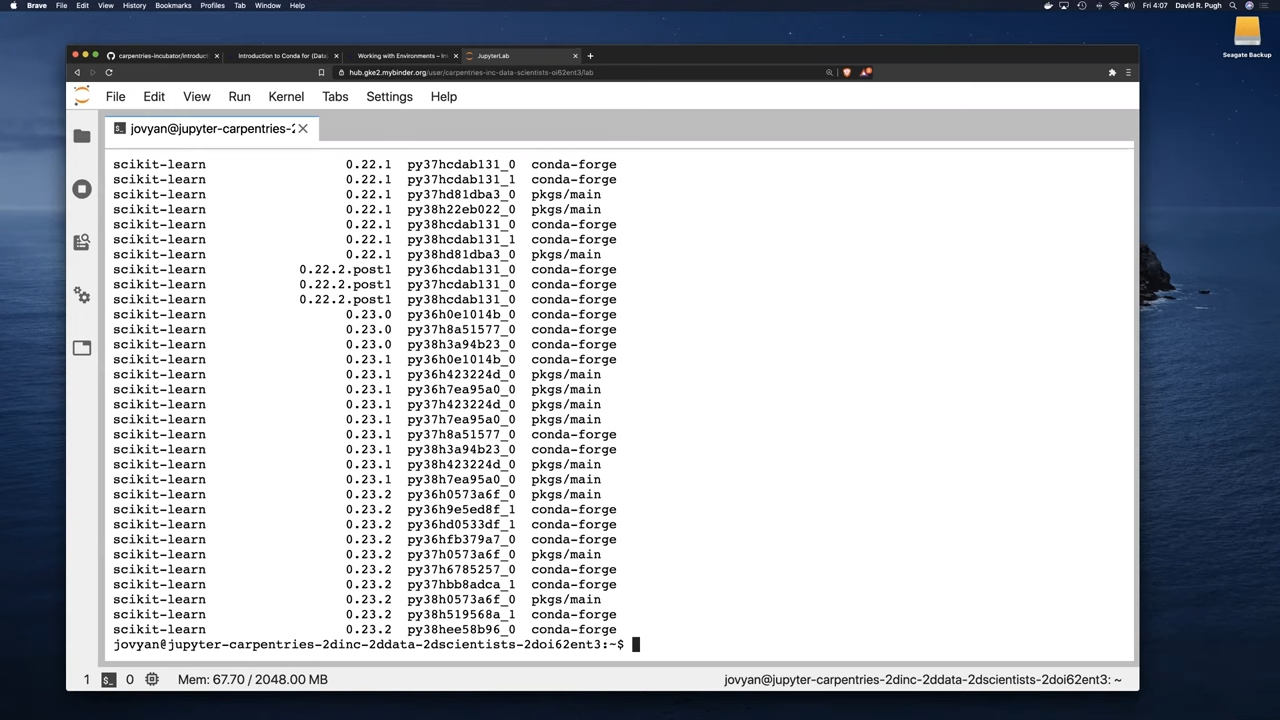 Brave File Edit View History Bookmarks Profiles Tab Window Help Fri 4:07 David R. Pugh
Seagate Backup
carpentries-incubator/introduct Introduction to Conda for (Data) Working with Environments – In JupyterLab
hub.gke2.mybinder.org/user/carpentries-inc-data-scientists-oi62ent3/lab
File Edit View Run Kernel Tabs Settings Help
jovyan@jupyter-carpentries-2
scikit-learn 0.22.1 py37hcdab131_0 conda-forge
scikit-learn 0.22.1 py37hcdab131_1 conda-forge
scikit-learn 0.22.1 py37hd81dba3_0 pkgs/main
scikit-learn 0.22.1 py38h22eb022_0 pkgs/main
scikit-learn 0.22.1 py38hcdab131_0 conda-forge
scikit-learn 0.22.1 py38hcdab131_1 conda-forge
scikit-learn 0.22.1 py38hd81dba3_0 pkgs/main
scikit-learn 0.22.2.post1 py36hcdab131_0 conda-forge
scikit-learn 0.22.2.post1 py37hcdab131_0 conda-forge
scikit-learn 0.22.2.post1 py38hcdab131_0 conda-forge
scikit-learn 0.23.0 py36h0e1014b_0 conda-forge
scikit-learn 0.23.0 py37h8a51577_0 conda-forge
scikit-learn 0.23.0 py38h3a94b23_0 conda-forge
scikit-learn 0.23.1 py36h0e1014b_0 conda-forge
scikit-learn 0.23.1 py36h423224d_0 pkgs/main
scikit-learn 0.23.1 py36h7ea95a0_0 pkgs/main
scikit-learn 0.23.1 py37h423224d_0 pkgs/main
scikit-learn 0.23.1 py37h7ea95a0_0 pkgs/main
scikit-learn 0.23.1 py37h8a51577_0 conda-forge
scikit-learn 0.23.1 py38h3a94b23_0 conda-forge
scikit-learn 0.23.1 py38h423224d_0 pkgs/main
scikit-learn 0.23.1 py38h7ea95a0_0 pkgs/main
scikit-learn 0.23.2 py36h0573a6f_0 pkgs/main
scikit-learn 0.23.2 py36h9e5ed8f_1 conda-forge
scikit-learn 0.23.2 py36hd0533df_1 conda-forge
scikit-learn 0.23.2 py36hfb379a7_0 conda-forge
scikit-learn 0.23.2 py37h0573a6f_0 pkgs/main
scikit-learn 0.23.2 py37h6785257_0 conda-forge
scikit-learn 0.23.2 py37hbb8adca_1 conda-forge
scikit-learn 0.23.2 py38h0573a6f_0 pkgs/main
scikit-learn 0.23.2 py38h519568a_1 conda-forge
scikit-learn 0.23.2 py38hee58b96_0 conda-forge
jovyan@jupyter-carpentries-2dinc-2ddata-2dscientists-2doi62ent3:~$
1 0 Mem: 67.70 / 2048.00 MB jovyan@jupyter-carpentries-2dinc-2ddata-2dscientists-2doi62ent3: ~